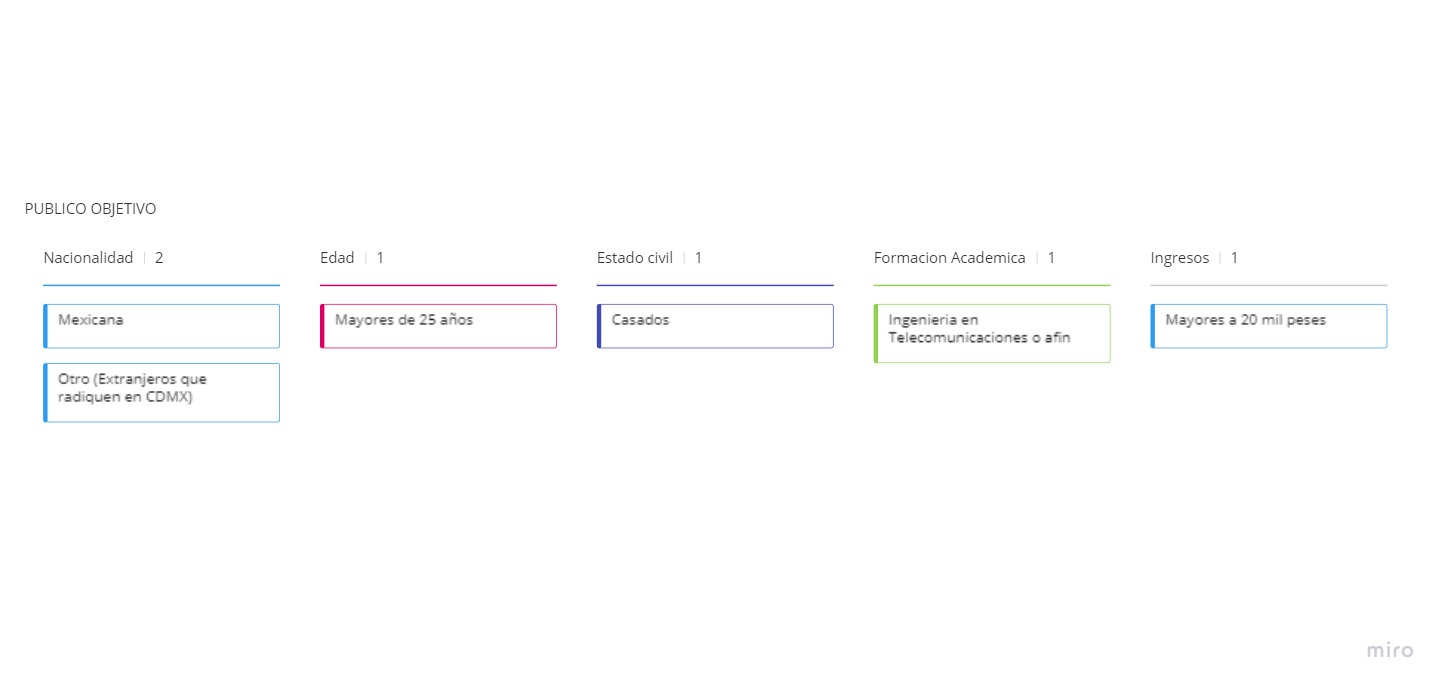 PUBLICO OBJETIVO
Nacionalidad | 2
Edad | 1
Estado civil | 1
Formacion Academica | 1
Ingresos | 1
Mexicana
Mayores de 25 años
Casados
Ingenieria en
Telecomunicaciones o afin
Mayores a 20 mil peses
Otro (Extranjeros que
radiquen en CDMX)
miro